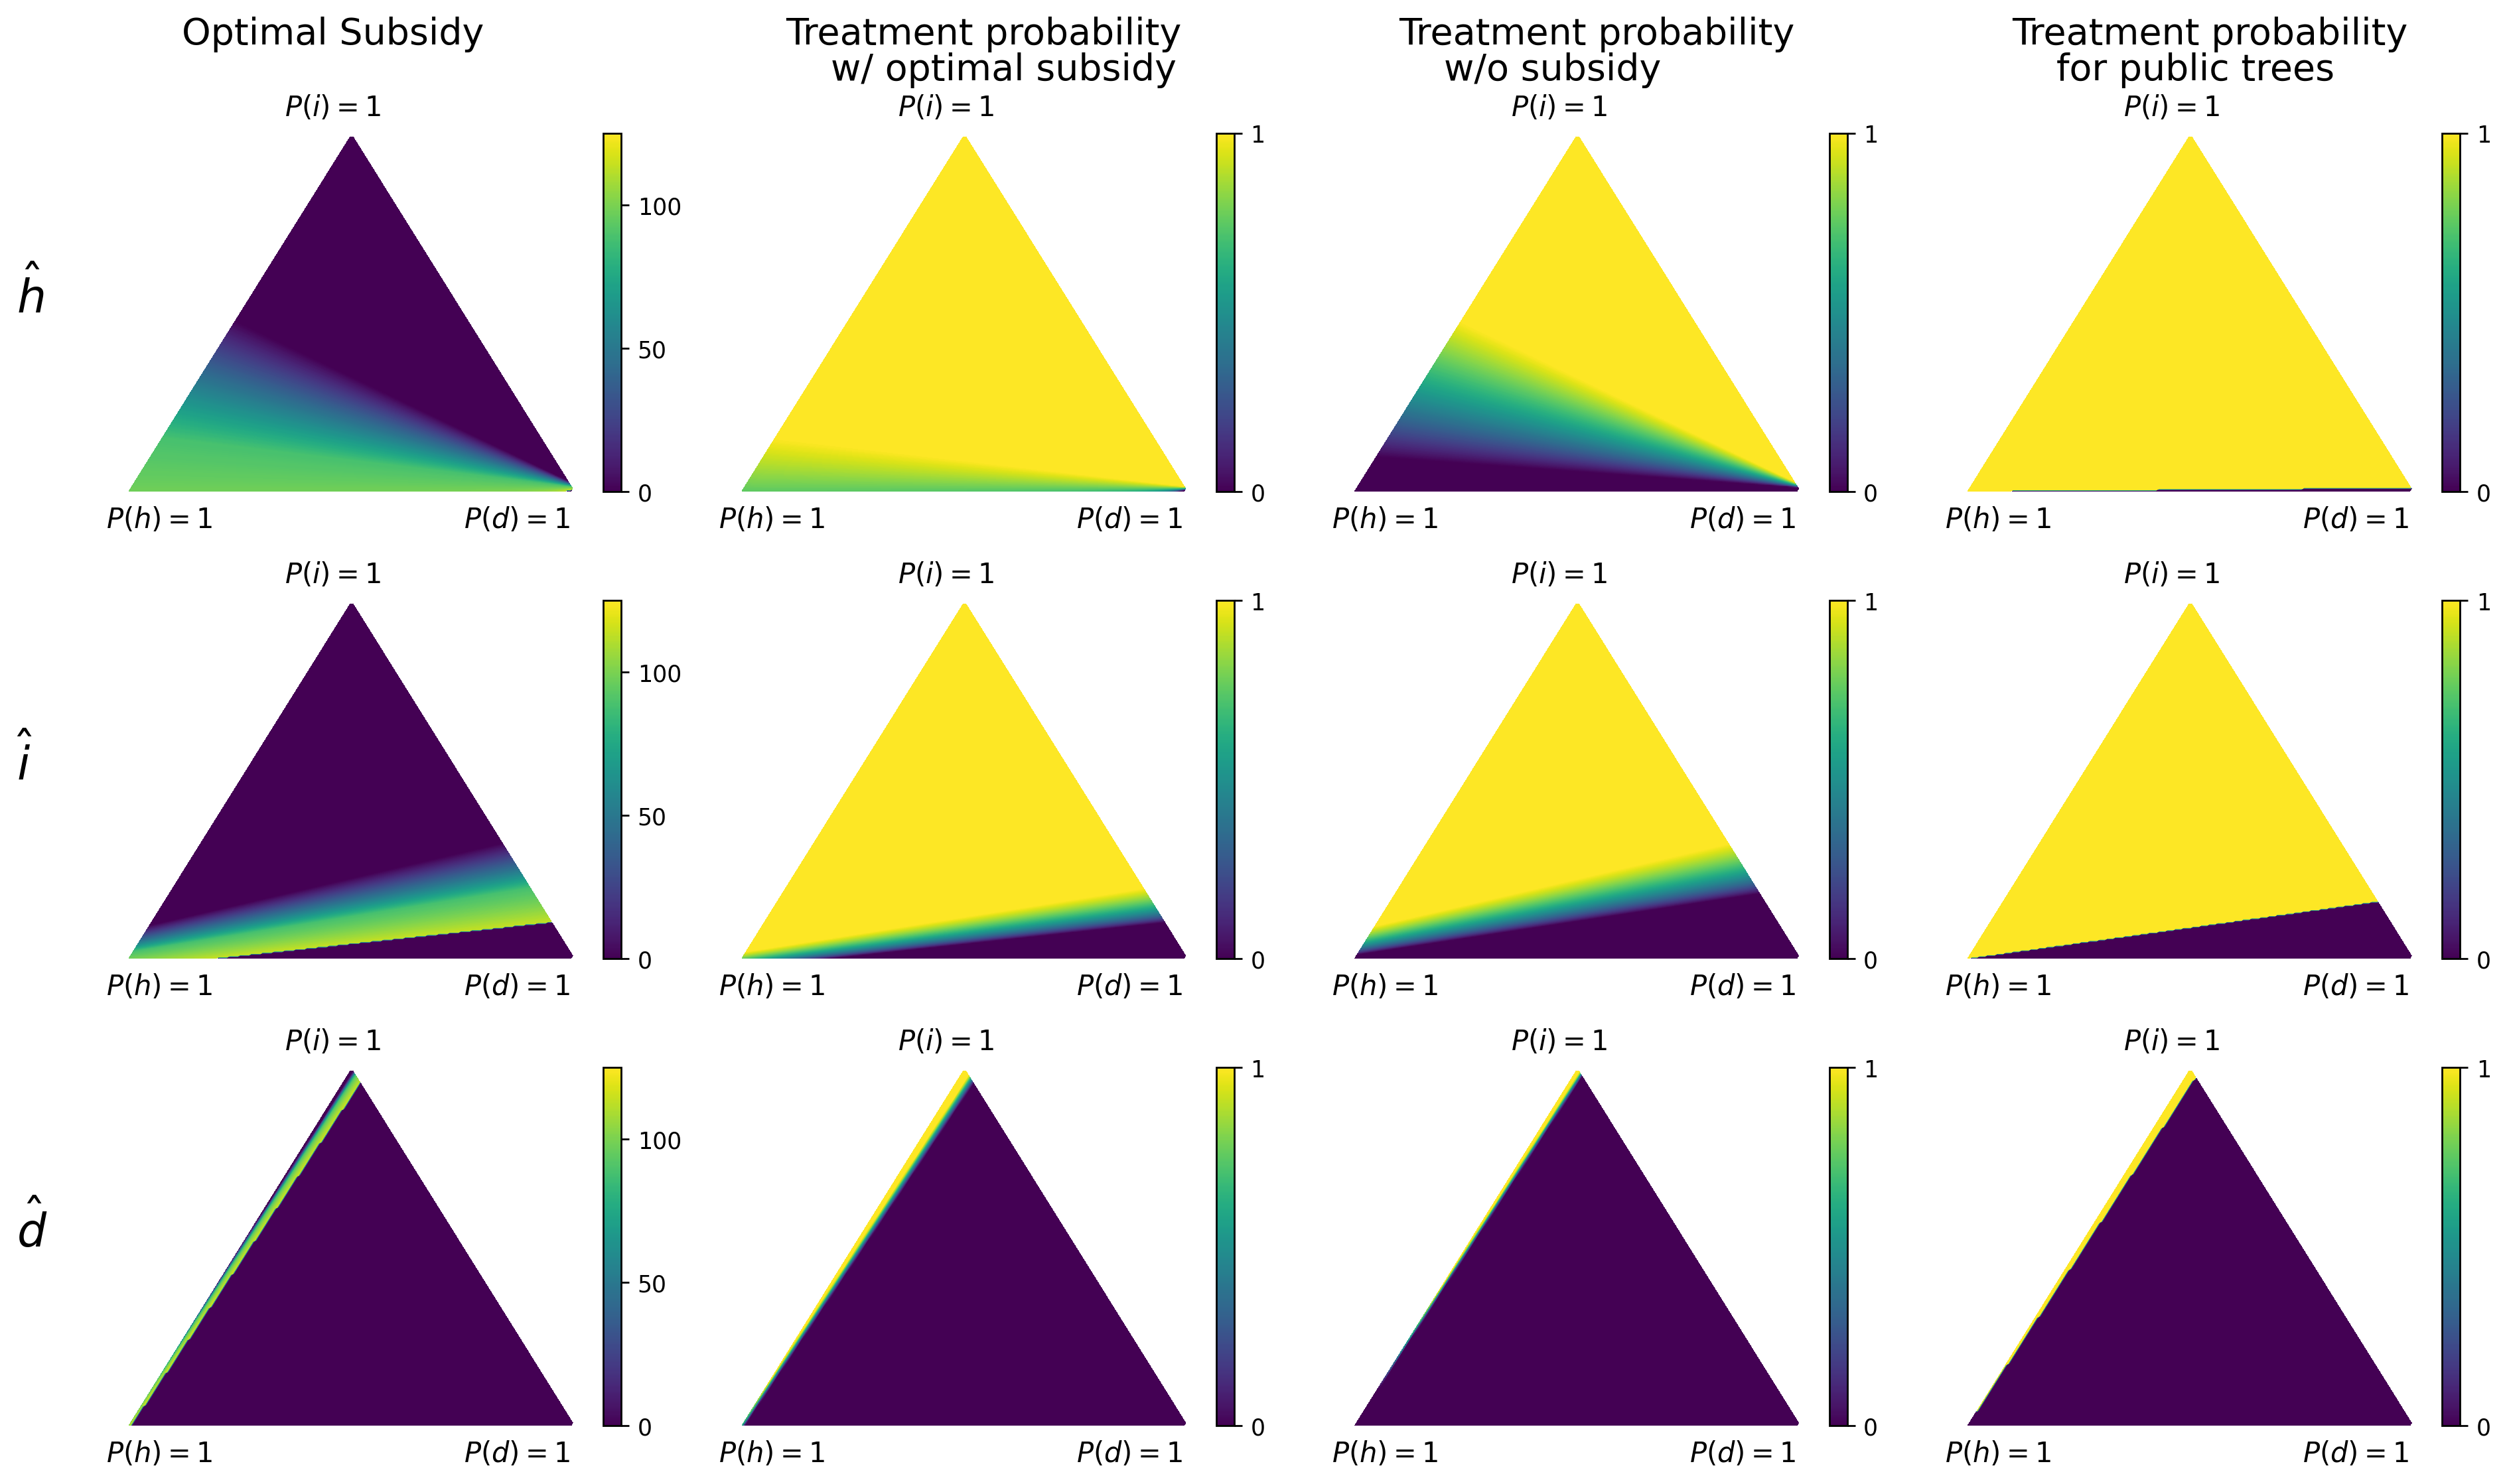 Optimal Subsidy
Treatment probability
w/ optimal subsidy
Treatment probability
w/o subsidy
Treatment probability
for public trees
ĥ
P(i) = 1
P(h) = 1
P(d) = 1
100
50
0
P(i) = 1
P(h) = 1
P(d) = 1
1
0
P(i) = 1
P(h) = 1
P(d) = 1
1
0
P(i) = 1
P(h) = 1
P(d) = 1
1
0
î
P(i) = 1
P(h) = 1
P(d) = 1
100
50
0
P(i) = 1
P(h) = 1
P(d) = 1
1
0
P(i) = 1
P(h) = 1
P(d) = 1
1
0
P(i) = 1
P(h) = 1
P(d) = 1
1
0
d̂
P(i) = 1
P(h) = 1
P(d) = 1
100
50
0
P(i) = 1
P(h) = 1
P(d) = 1
1
0
P(i) = 1
P(h) = 1
P(d) = 1
1
0
P(i) = 1
P(h) = 1
P(d) = 1
1
0